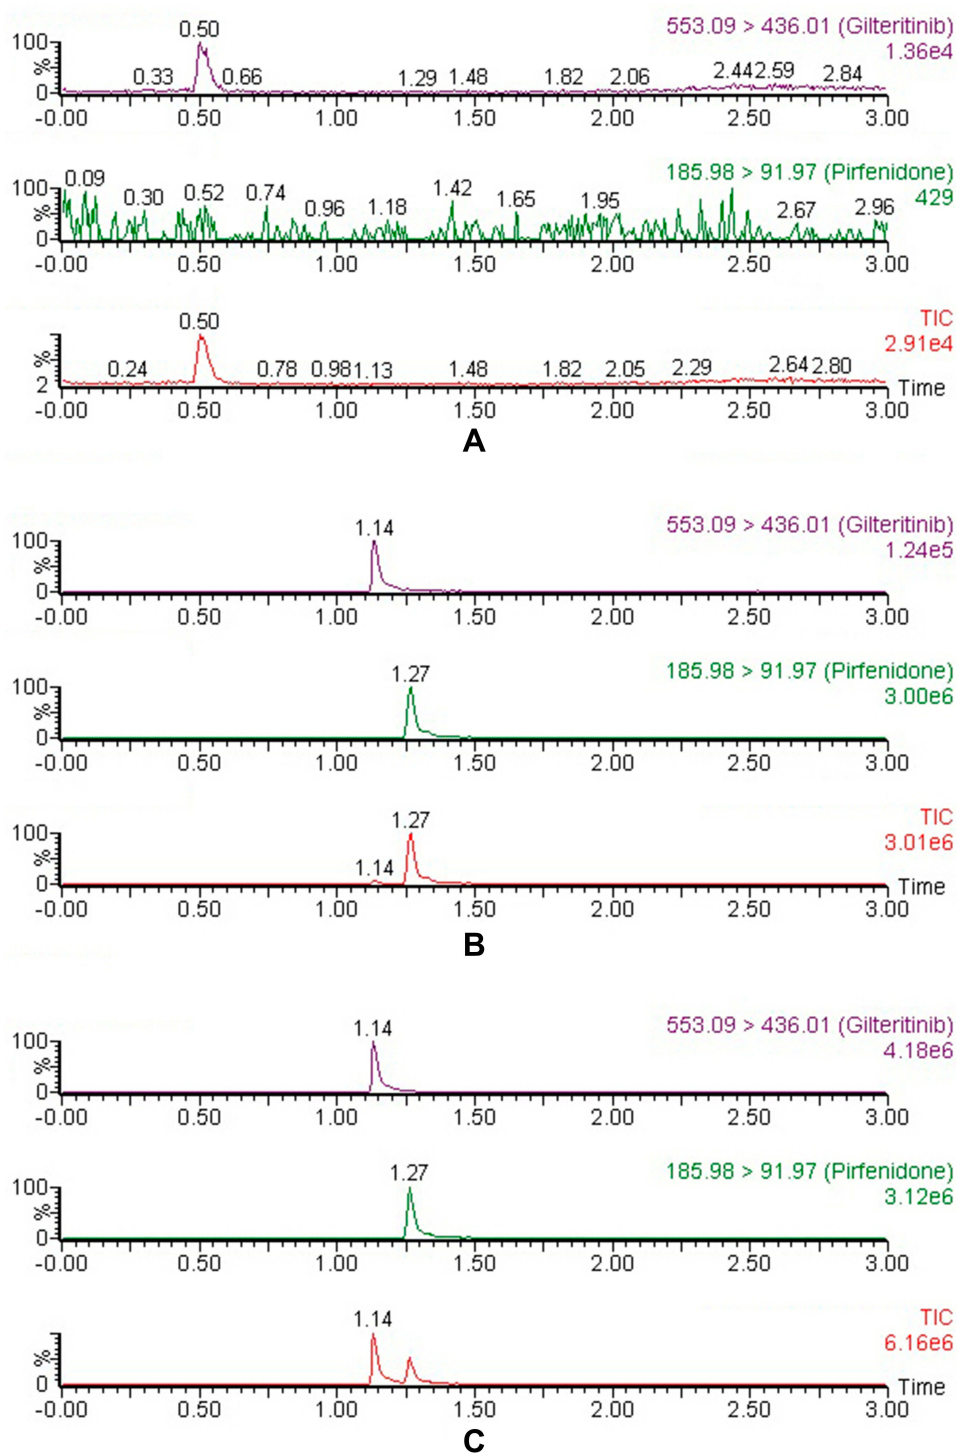 553.09 > 436.01 (Gilteritinib)
1.36e4
0.50
100
0.33 0.66 1.29 1.48 1.82 2.06 2.44 2.59 2.84
%
0
-0.00 0.50 1.00 1.50 2.00 2.50 3.00
185.98 > 91.97 (Pirfenidone)
429
100
0.09 0.30 0.52 0.74 0.96 1.18 1.42 1.65 1.95 2.67 2.96
%
0
-0.00 0.50 1.00 1.50 2.00 2.50 3.00
TIC
2.91e4
0.50
%
0.24 0.78 0.98 1.13 1.48 1.82 2.05 2.29 2.64 2.80
2
Time
-0.00 0.50 1.00 1.50 2.00 2.50 3.00
A
553.09 > 436.01 (Gilteritinib)
1.24e5
1.14
100
%
0
-0.00 0.50 1.00 1.50 2.00 2.50 3.00
185.98 > 91.97 (Pirfenidone)
3.00e6
1.27
100
%
0
-0.00 0.50 1.00 1.50 2.00 2.50 3.00
TIC
3.01e6
1.27
100
%
1.14
0
Time
-0.00 0.50 1.00 1.50 2.00 2.50 3.00
B
553.09 > 436.01 (Gilteritinib)
4.18e6
1.14
100
%
0
-0.00 0.50 1.00 1.50 2.00 2.50 3.00
185.98 > 91.97 (Pirfenidone)
3.12e6
1.27
100
%
0
-0.00 0.50 1.00 1.50 2.00 2.50 3.00
TIC
6.16e6
1.14
%
0
Time
-0.00 0.50 1.00 1.50 2.00 2.50 3.00
C